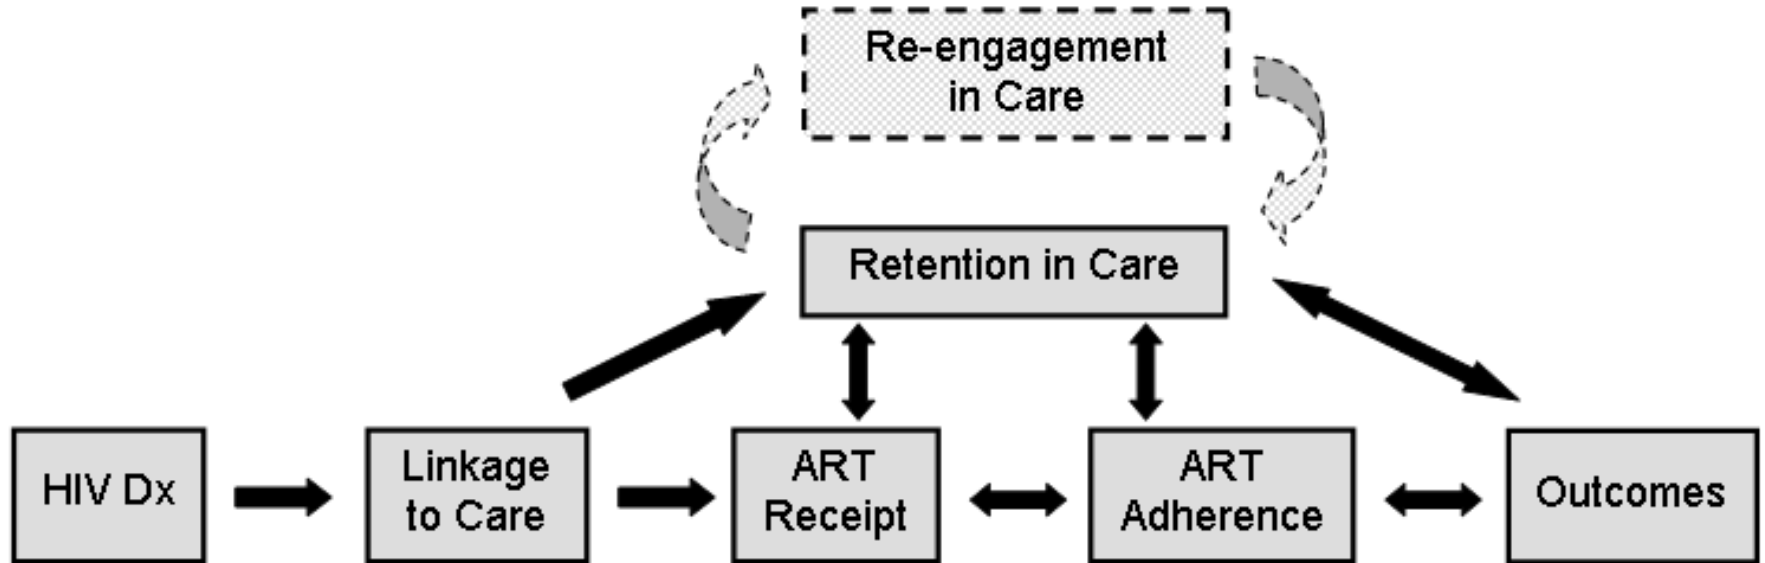 Re-engagement
in Care
Retention in Care
HIV Dx
Linkage
to Care
ART
Receipt
ART
Adherence
Outcomes